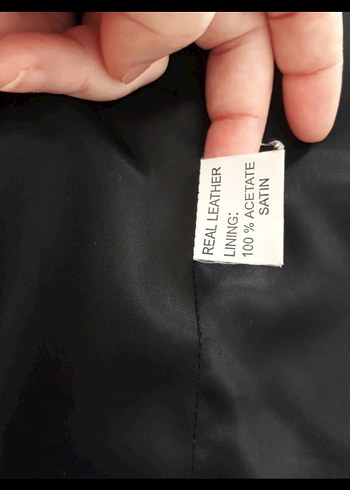 REAL LEATHER
LINING:
100 % ACETATE
SATIN